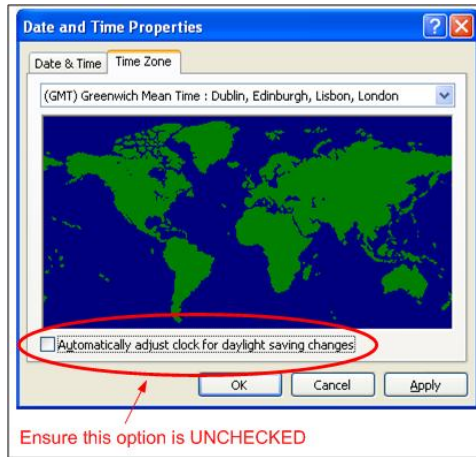 Date and Time Properties
Date & Time Time Zone
(GMT) Greenwich Mean Time : Dublin, Edinburgh, Lisbon, London
Automatically adjust clock for daylight saving changes
OK Cancel Apply
Ensure this option is UNCHECKED